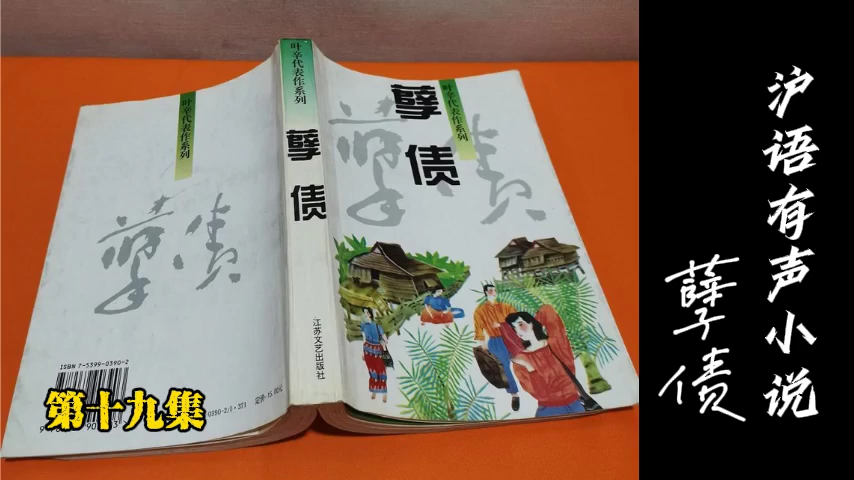 叶辛代表作系列
孽债
叶辛代表作系列
孽债
江苏文艺出版社
叶辛代表作系列
孽债
孽债
ISBN 7-5399-0390-2
第十九集
沪语有声小说
孽债